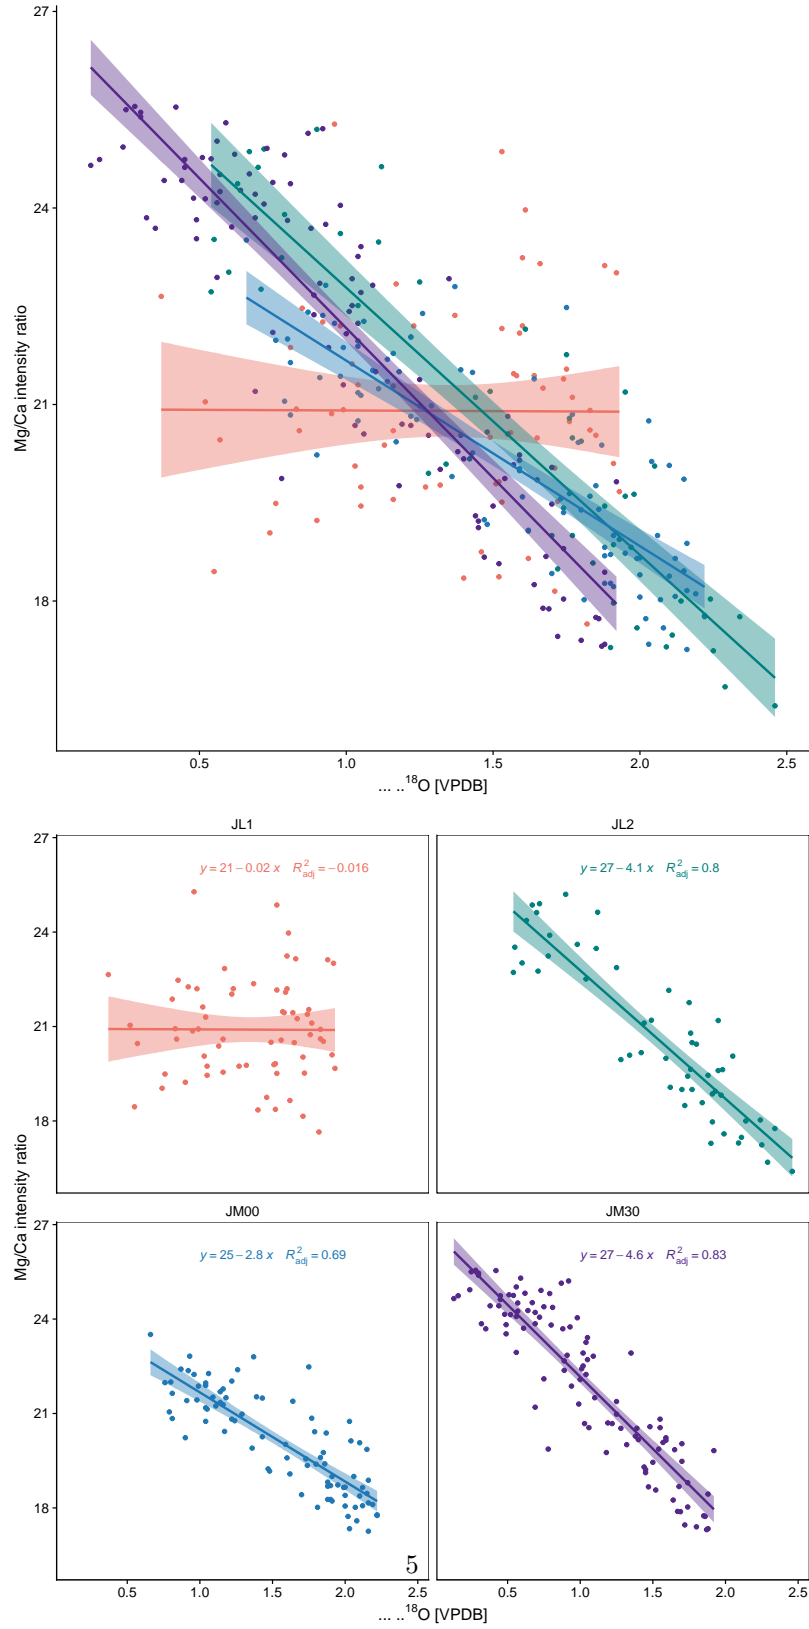 27
24
21
18
Mg/Ca intensity ratio
0.5 1.0 1.5 2.0 2.5
... ..¹⁸O [VPDB]
JL1 JL2
27
24
21
18
y = 21 − 0.02 x R²adj = −0.016
y = 27 − 4.1 x R²adj = 0.8
Mg/Ca intensity ratio
JM00 JM30
27
24
21
18
y = 25 − 2.8 x R²adj = 0.69
y = 27 − 4.6 x R²adj = 0.83
5
0.5 1.0 1.5 2.0 2.5 0.5 1.0 1.5 2.0 2.5
... ..¹⁸O [VPDB]